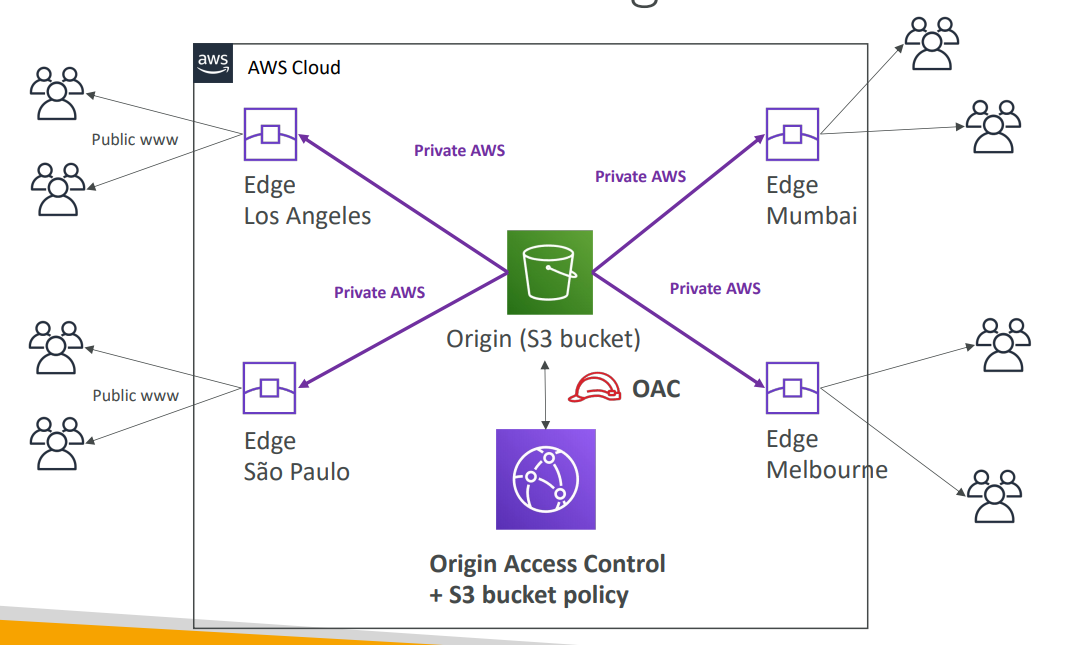 aws
AWS Cloud
Public www
Edge
Los Angeles
Private AWS
Private AWS
Edge
Mumbai
Private AWS
Private AWS
Origin (S3 bucket)
OAC
Public www
Edge
São Paulo
Edge
Melbourne
Origin Access Control
+ S3 bucket policy